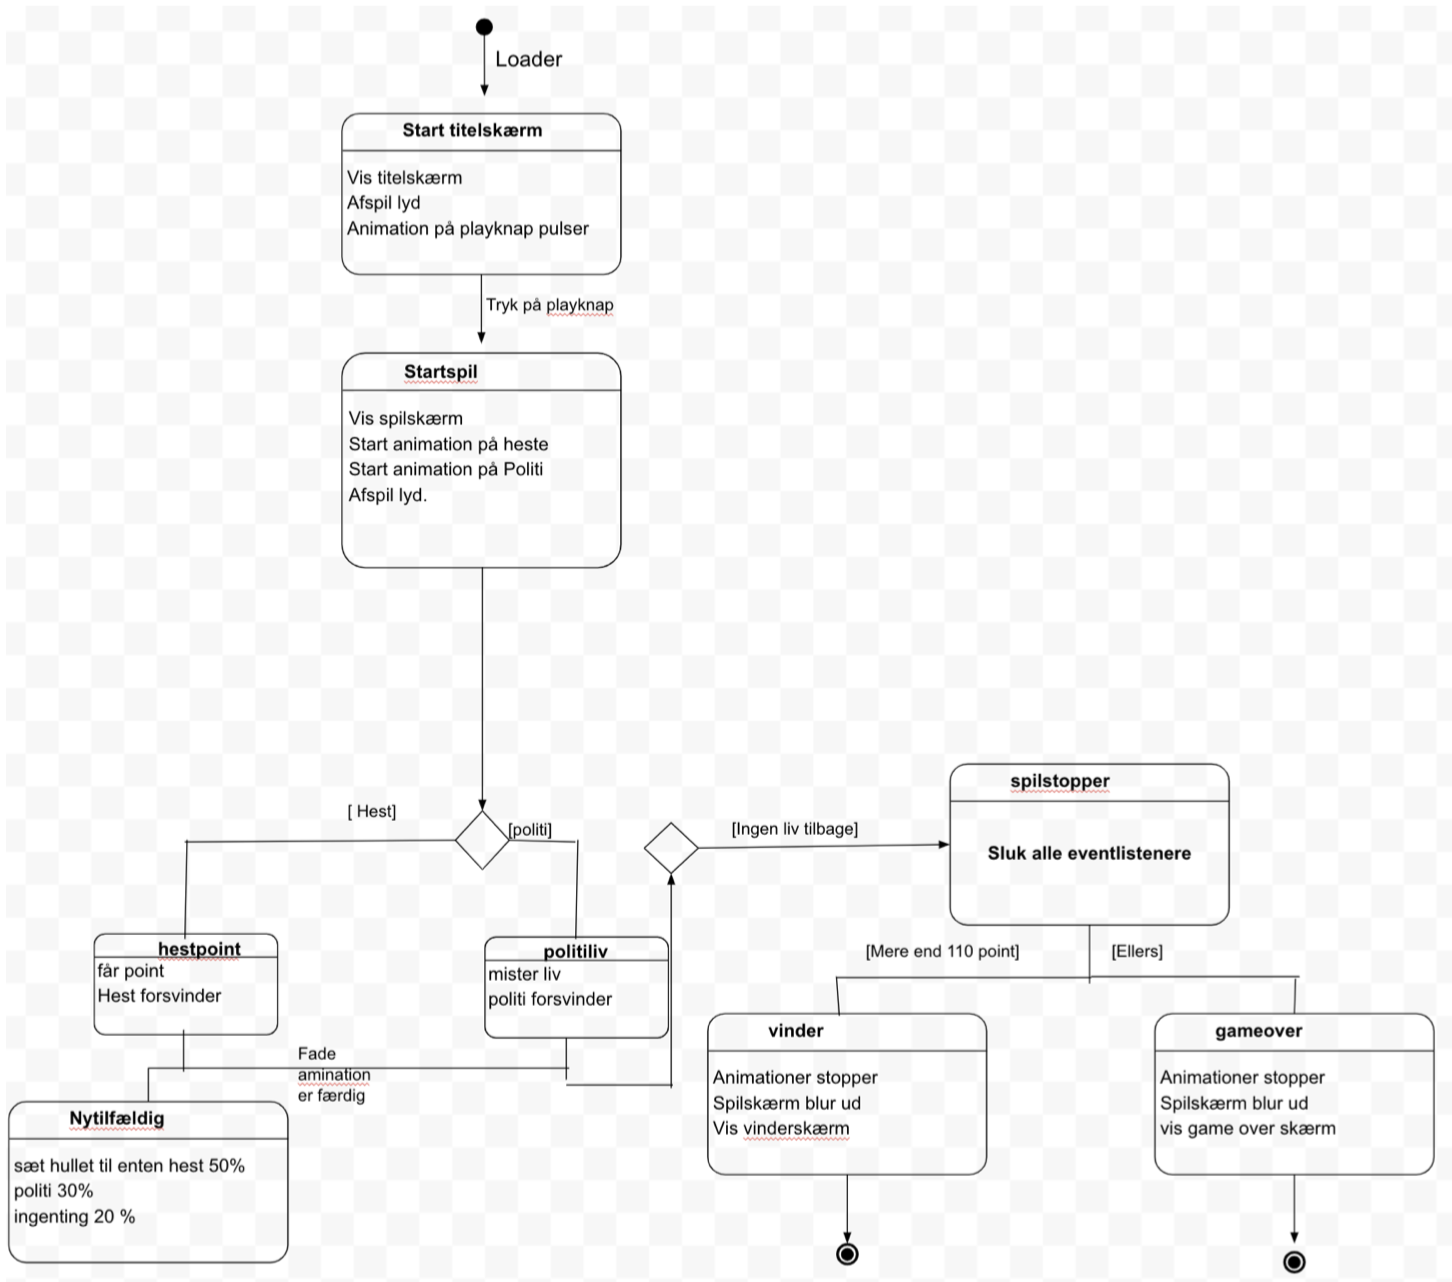 Loader
Start titelskærm
Vis titelskærm
Afspil lyd
Animation på playknap pulser
Tryk på playknap
Startspil
Vis spilskærm
Start animation på heste
Start animation på Politi
Afspil lyd.
[ Hest]
[politi]
[Ingen liv tilbage]
spilstopper
Sluk alle eventlistenere
hestpoint
får point
Hest forsvinder
politiliv
mister liv
politi forsvinder
[Mere end 110 point]
[Ellers]
Fade
amination
er færdig
Nytilfældig
sæt hullet til enten hest 50%
politi 30%
ingenting 20 %
vinder
Animationer stopper
Spilskærm blur ud
Vis vinderskærm
gameover
Animationer stopper
Spilskærm blur ud
vis game over skærm